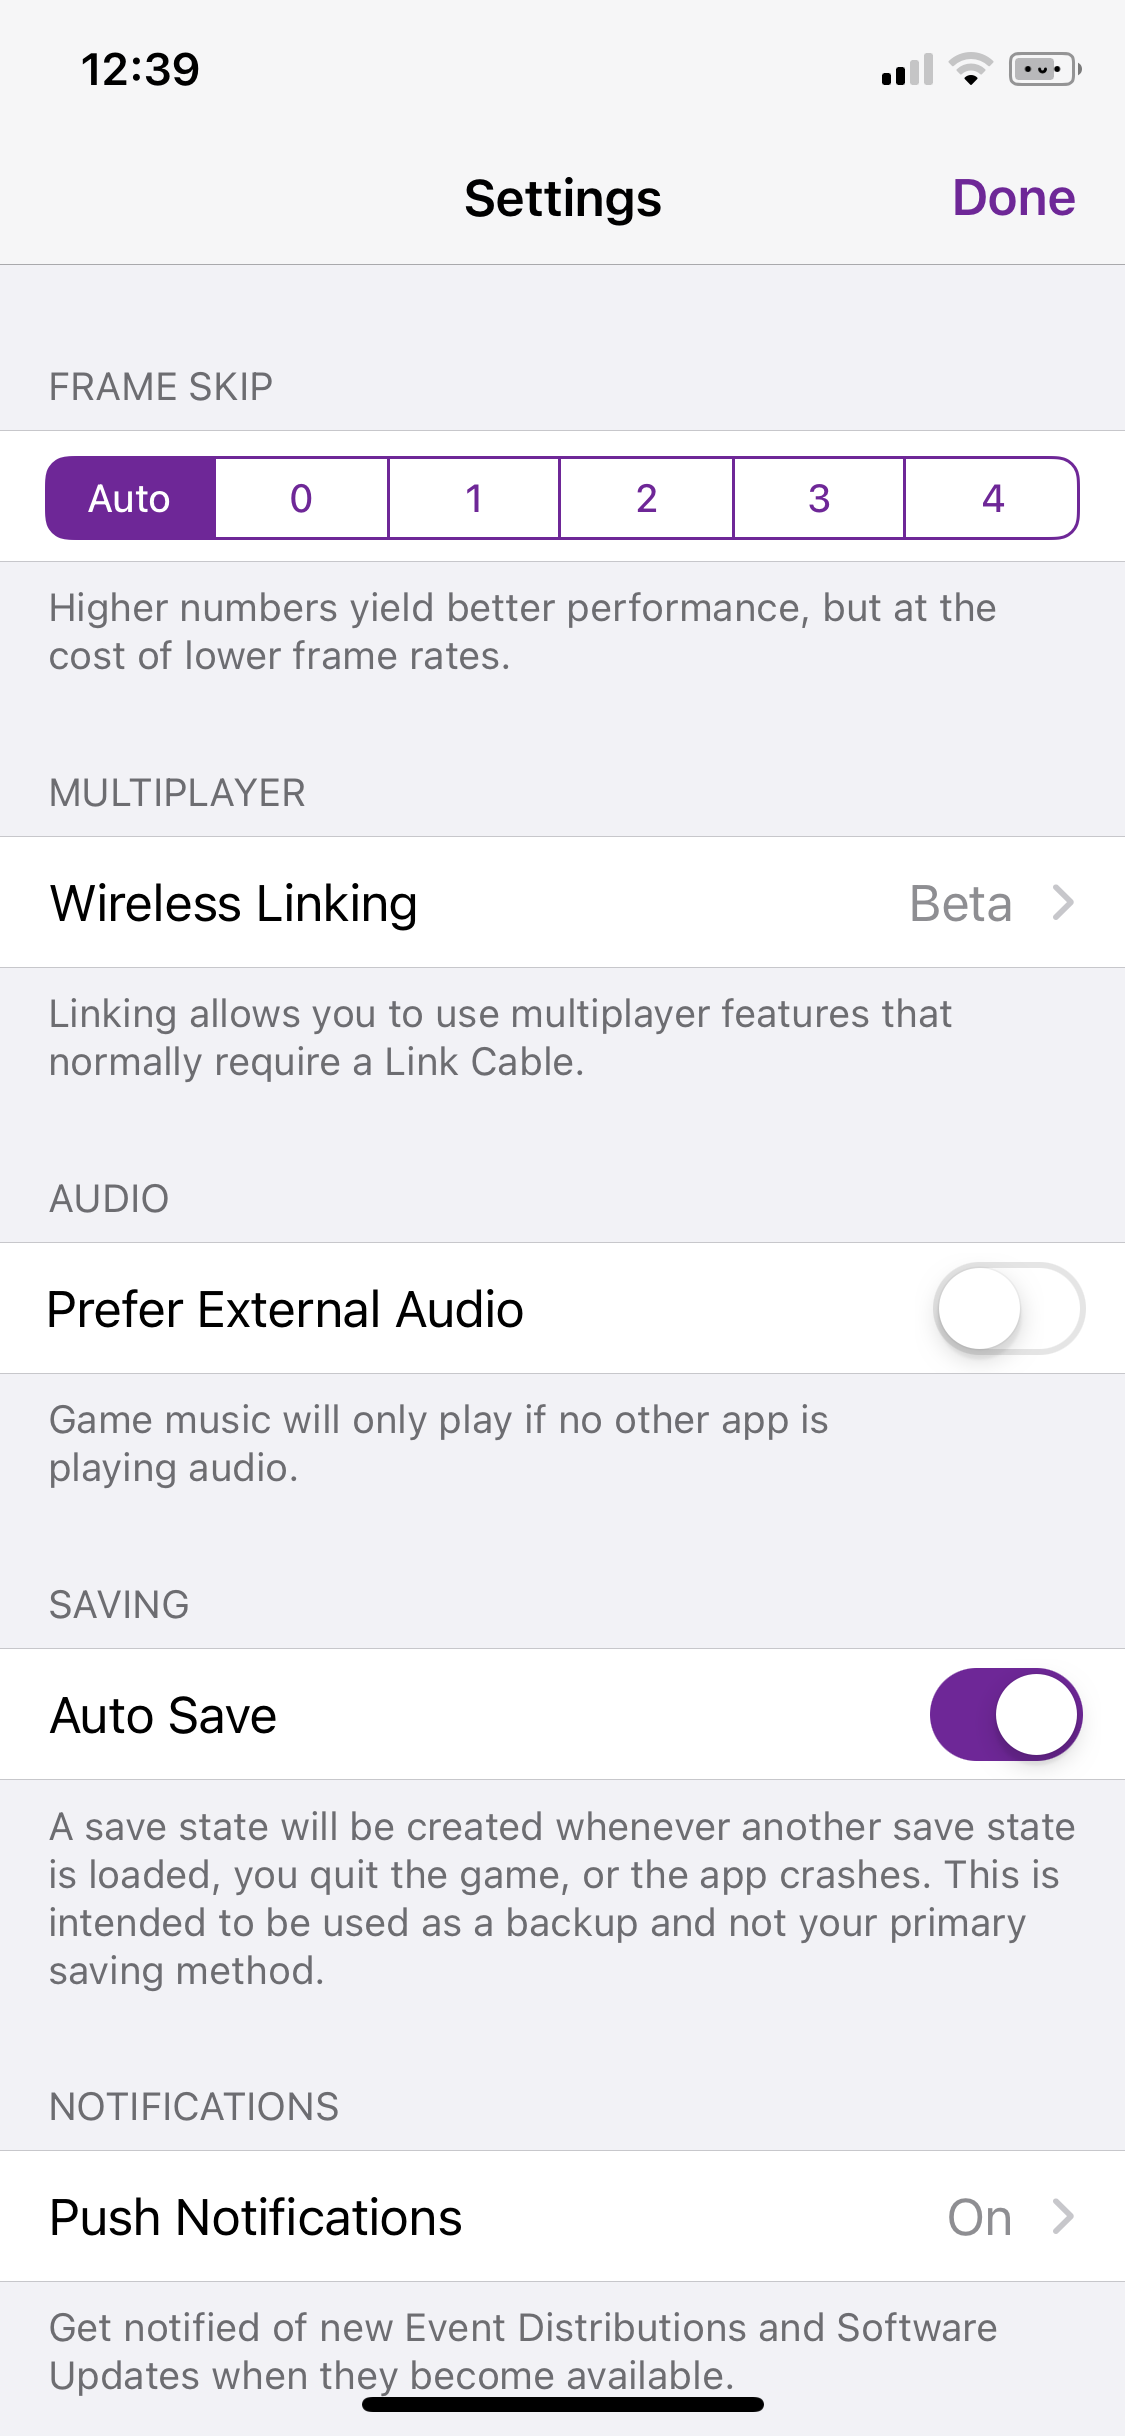 12:39
Settings
Done
FRAME SKIP
Auto 0 1 2 3 4
Higher numbers yield better performance, but at the
cost of lower frame rates.
MULTIPLAYER
Wireless Linking Beta
Linking allows you to use multiplayer features that
normally require a Link Cable.
AUDIO
Prefer External Audio
Game music will only play if no other app is
playing audio.
SAVING
Auto Save
A save state will be created whenever another save state
is loaded, you quit the game, or the app crashes. This is
intended to be used as a backup and not your primary
saving method.
NOTIFICATIONS
Push Notifications On
Get notified of new Event Distributions and Software
Updates when they become available.